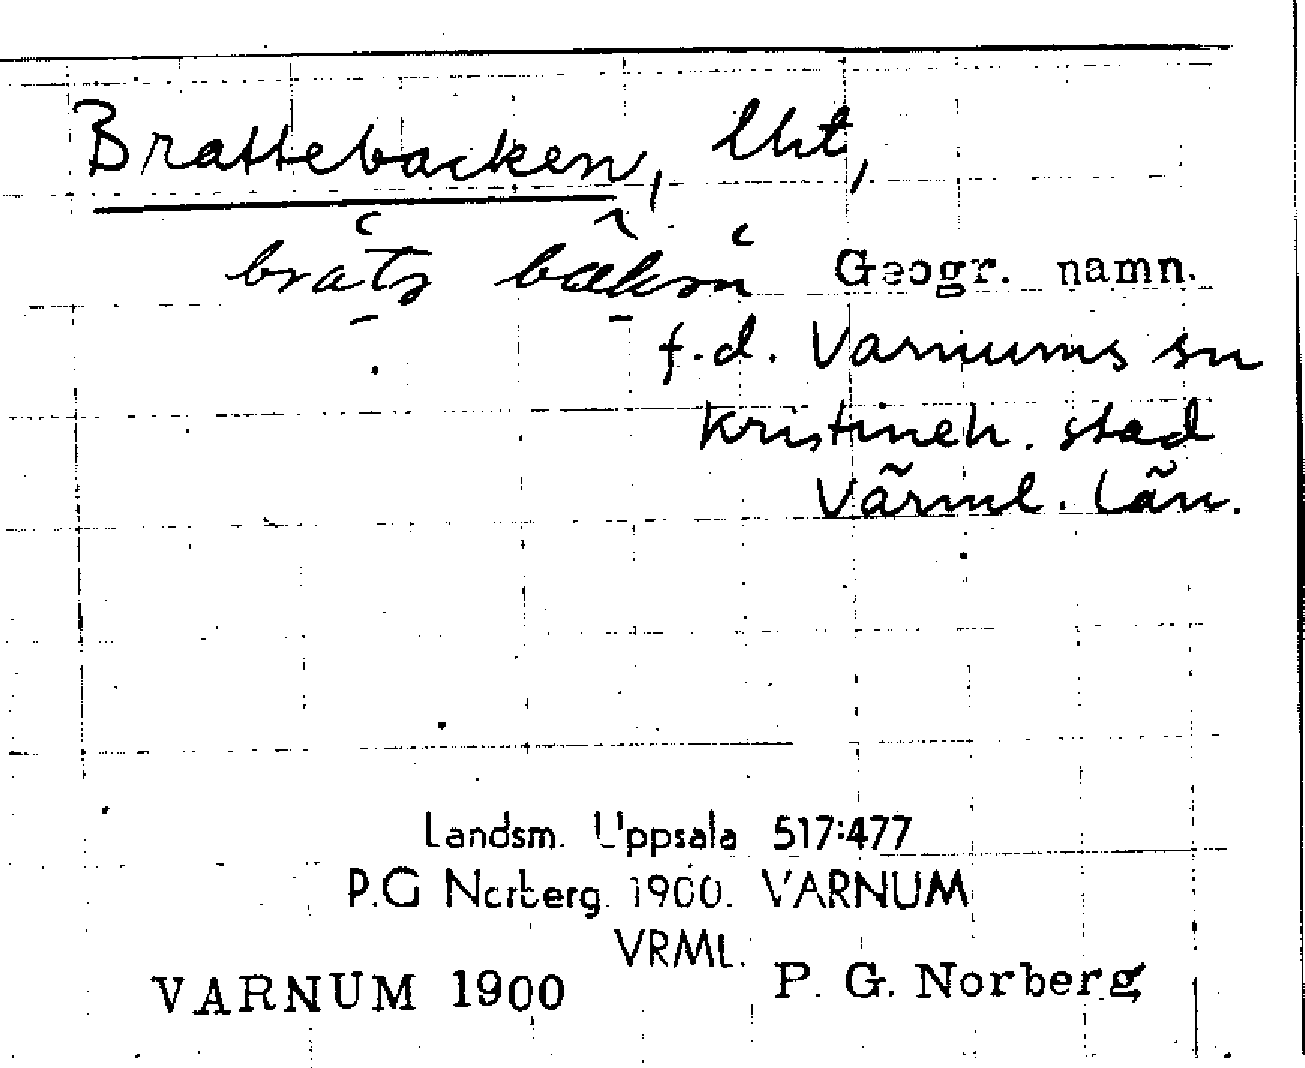 Brattebacken, lht,
Geogr. namn.
f.d. Varnums sn
Kristineh. stad
Värml. län.
Landsm. Uppsala 517:477
P.G Norberg. 1900. VARNUM
VRML.
VARNUM 1900 P. G. Norberg